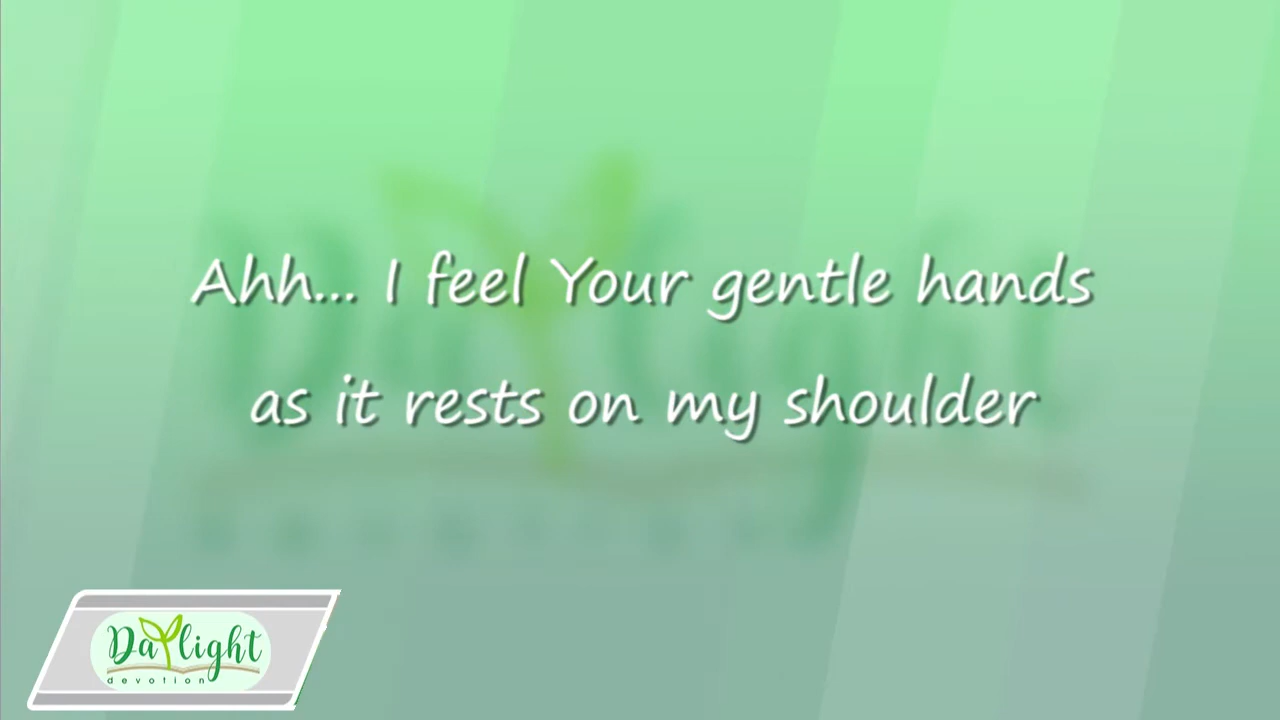 Ahh... I feel Your gentle hands
as it rests on my shoulder
Daylight
devotion